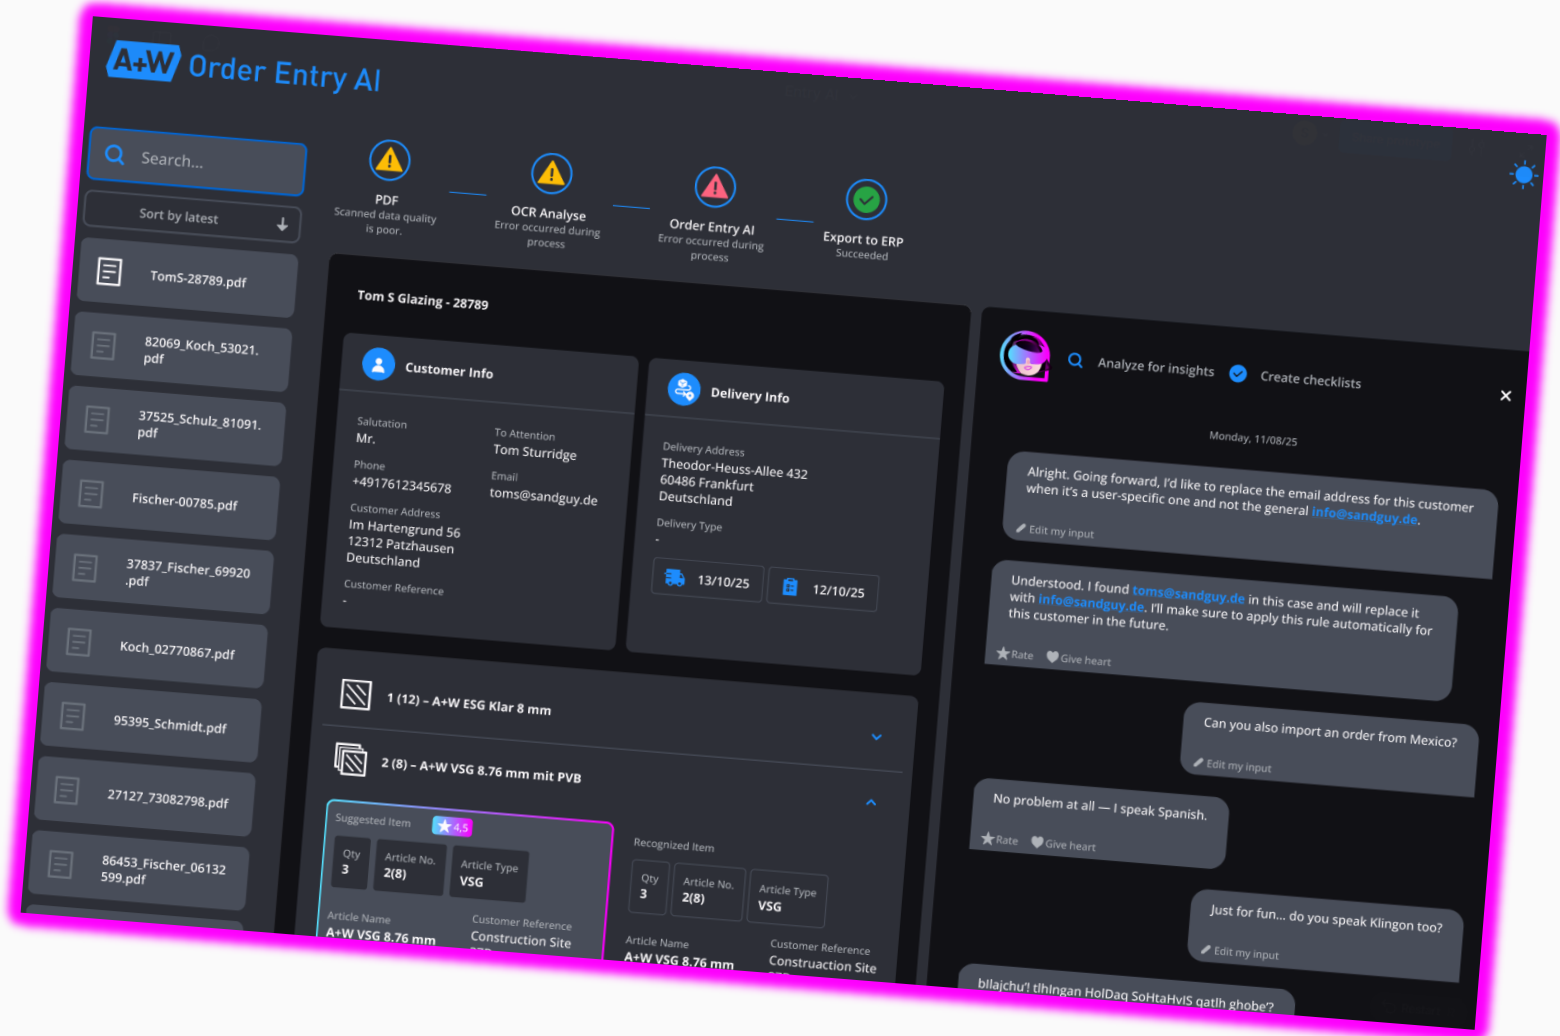 A+W Order Entry AI
Search...
Sort by latest
TomS-28789.pdf
82069_Koch_53021.
pdf
37525_Schulz_81091.
pdf
Fischer-00785.pdf
37837_Fischer_69920
.pdf
Koch_02770867.pdf
95395_Schmidt.pdf
27127_73082798.pdf
86453_Fischer_06132
599.pdf
PDF
Scanned data quality
is poor.
OCR Analyse
Error occurred during
process
Order Entry AI
Error occurred during
process
Export to ERP
Succeeded
Tom S Glazing - 28789
Customer Info
Salutation
Mr.
To Attention
Tom Sturridge
Phone
+4917612345678
Email
toms@sandguy.de
Customer Address
Im Hartengrund 56
12312 Patzhausen
Deutschland
Customer Reference
-
Delivery Info
Delivery Address
Theodor-Heuss-Allee 432
60486 Frankfurt
Deutschland
Delivery Type
-
13/10/25
12/10/25
1 (12) – A+W ESG Klar 8 mm
2 (8) – A+W VSG 8.76 mm mit PVB
Suggested Item
4,5
Qty
3
Article No.
2(8)
Article Type
VSG
Article Name
A+W VSG 8.76 mm
Customer Reference
Construction Site
Recognized Item
Qty
3
Article No.
2(8)
Article Type
VSG
Article Name
A+W VSG 8.76 mm
Customer Reference
Construaction Site
Analyze for insights
Create checklists
Monday, 11/08/25
Alright. Going forward, I'd like to replace the email address for this customer
when it's a user-specific one and not the general info@sandguy.de.
Edit my input
Understood. I found toms@sandguy.de in this case and will replace it
with info@sandguy.de. I'll make sure to apply this rule automatically for
this customer in the future.
Rate
Give heart
Can you also import an order from Mexico?
Edit my input
No problem at all — I speak Spanish.
Rate
Give heart
Just for fun... do you speak Klingon too?
Edit my input
bIlajchu'! tlhIngan HolDaq SoHtaHvIS qatlh ghobe'?